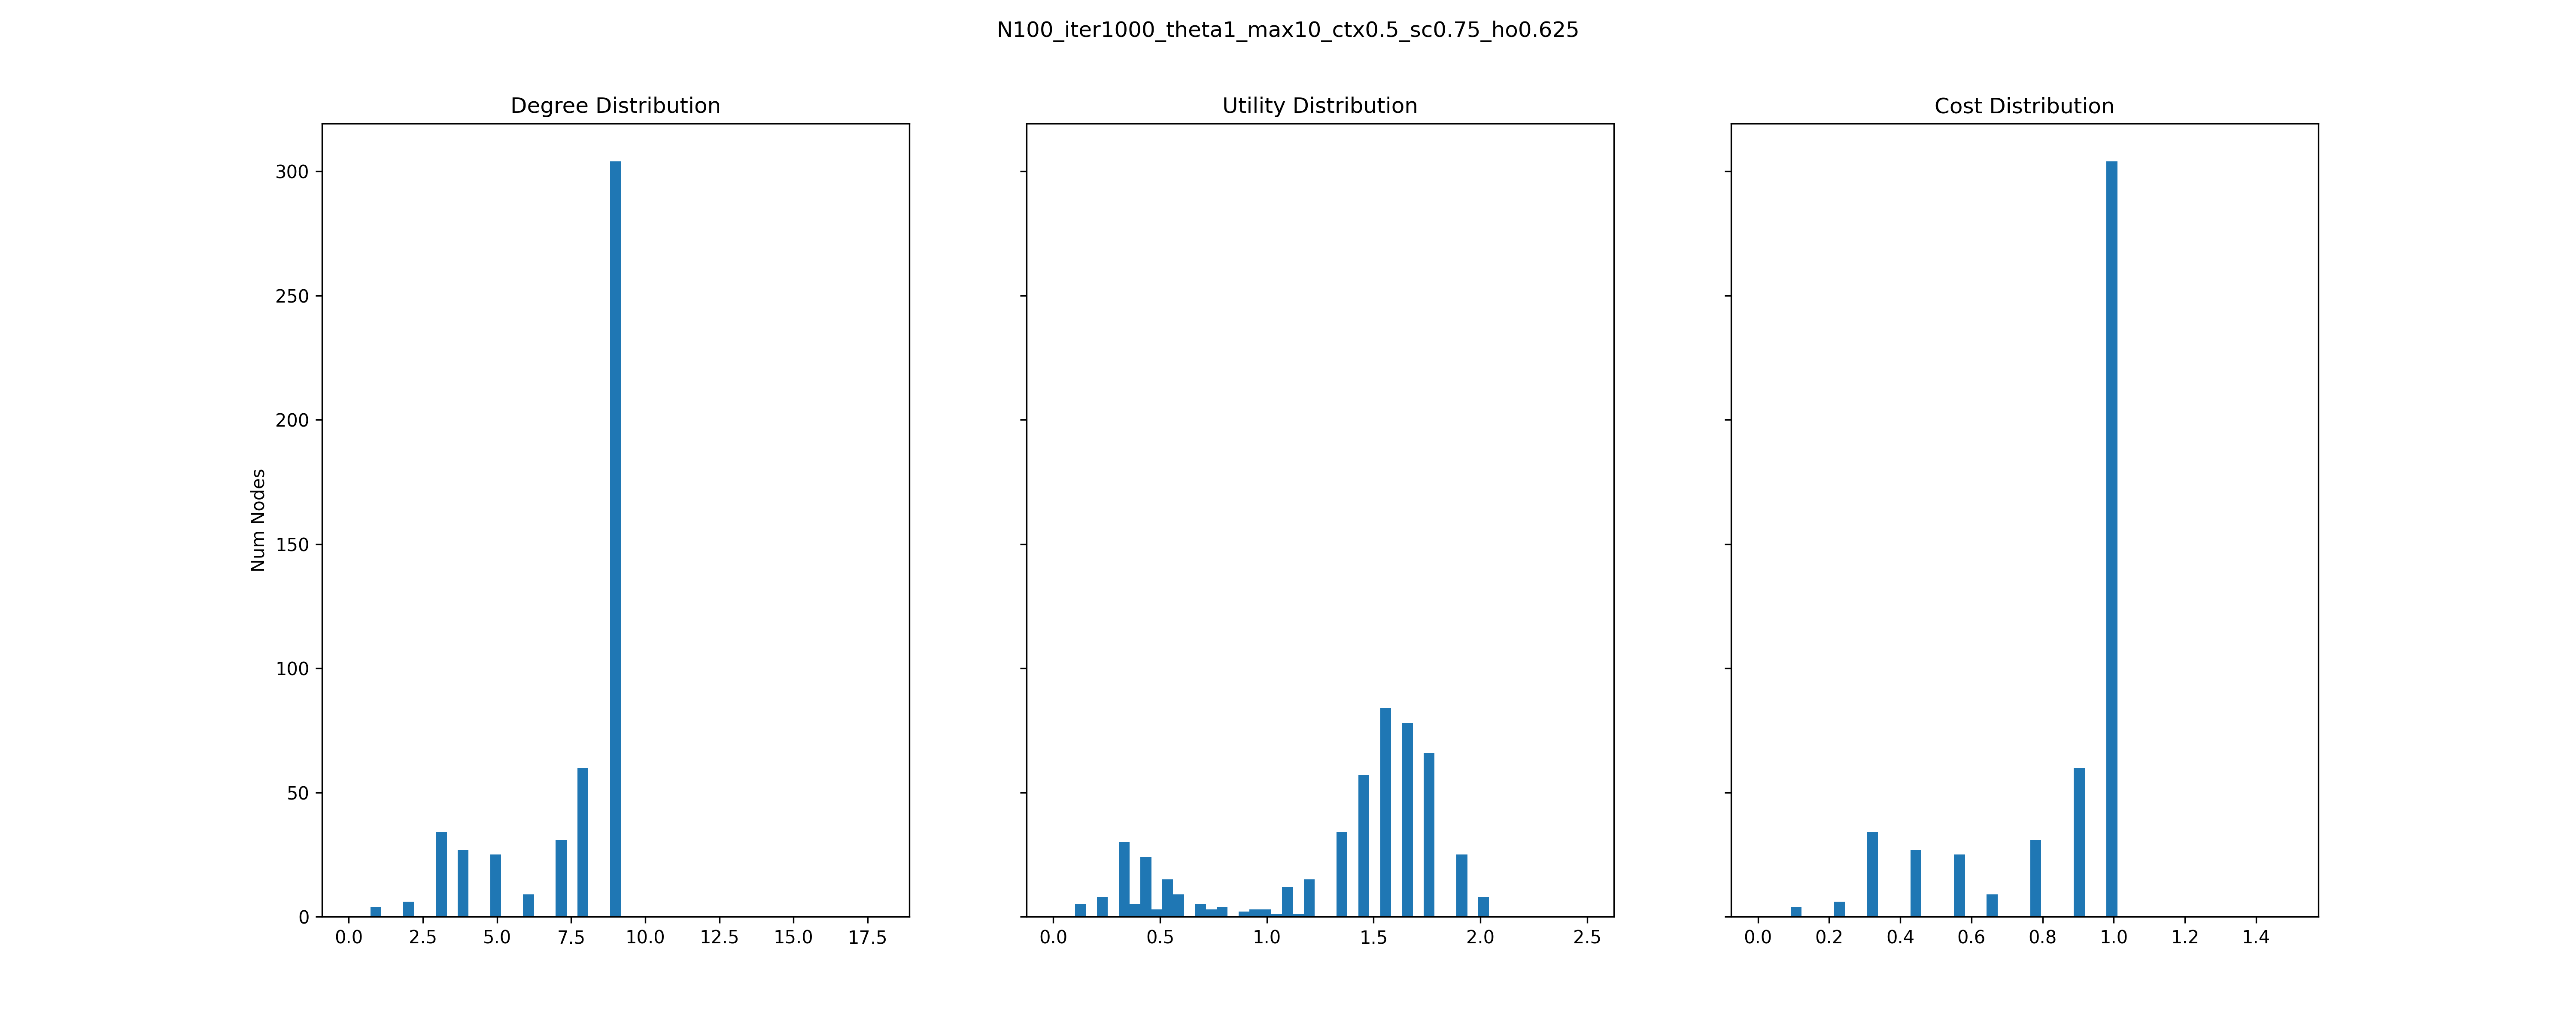 N100_iter1000_theta1_max10_ctx0.5_sc0.75_ho0.625
Degree Distribution
Utility Distribution
Cost Distribution
Num Nodes
300
250
200
150
100
50
0
0.0 2.5 5.0 7.5 10.0 12.5 15.0 17.5
0.0 0.5 1.0 1.5 2.0 2.5
0.0 0.2 0.4 0.6 0.8 1.0 1.2 1.4